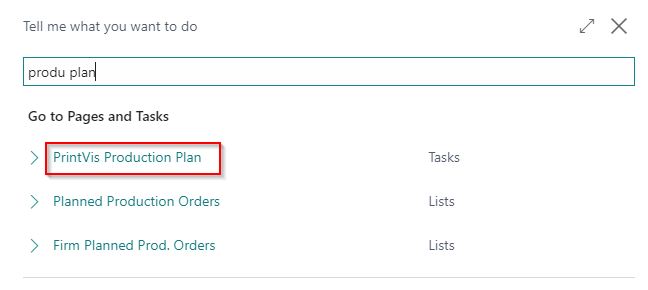 Tell me what you want to do
produ plan
Go to Pages and Tasks
PrintVis Production Plan Tasks
Planned Production Orders Lists
Firm Planned Prod. Orders Lists